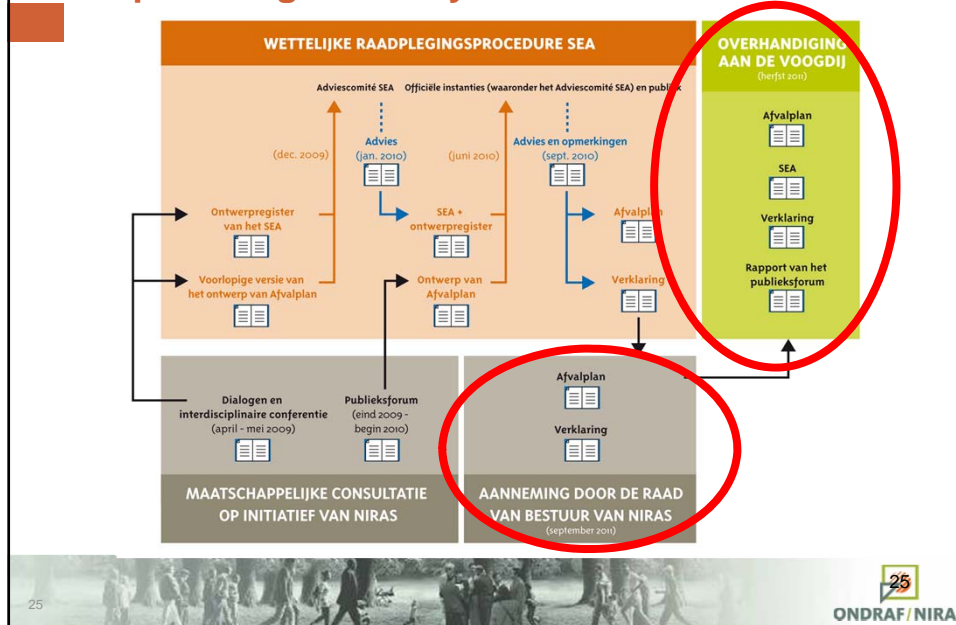 WETTELIJKE RAADPLEGINGSPROCEDURE SEA
Adviescomité SEA
Officiële instanties (waaronder het Adviescomité SEA) en publiek
(dec. 2009)
Advies
(jan. 2010)
(juni 2010)
Advies en opmerkingen
(sept. 2010)
Ontwerpregister
van het SEA
SEA +
ontwerpregister
Afvalplan
Voorlopige versie van
het ontwerp van Afvalplan
Ontwerp van
Afvalplan
Verklaring
OVERHANDIGING
AAN DE VOOGDIJ
(herfst 2011)
Afvalplan
SEA
Verklaring
Rapport van het
publieksforum
Dialogen en
interdisciplinaire conferentie
(april - mei 2009)
Publieksforum
(eind 2009 -
begin 2010)
MAATSCHAPPELIJKE CONSULTATIE
OP INITIATIEF VAN NIRAS
Afvalplan
Verklaring
AANNEMING DOOR DE RAAD
VAN BESTUUR VAN NIRAS
(september 2011)
25
25
ONDRAF/NIRA